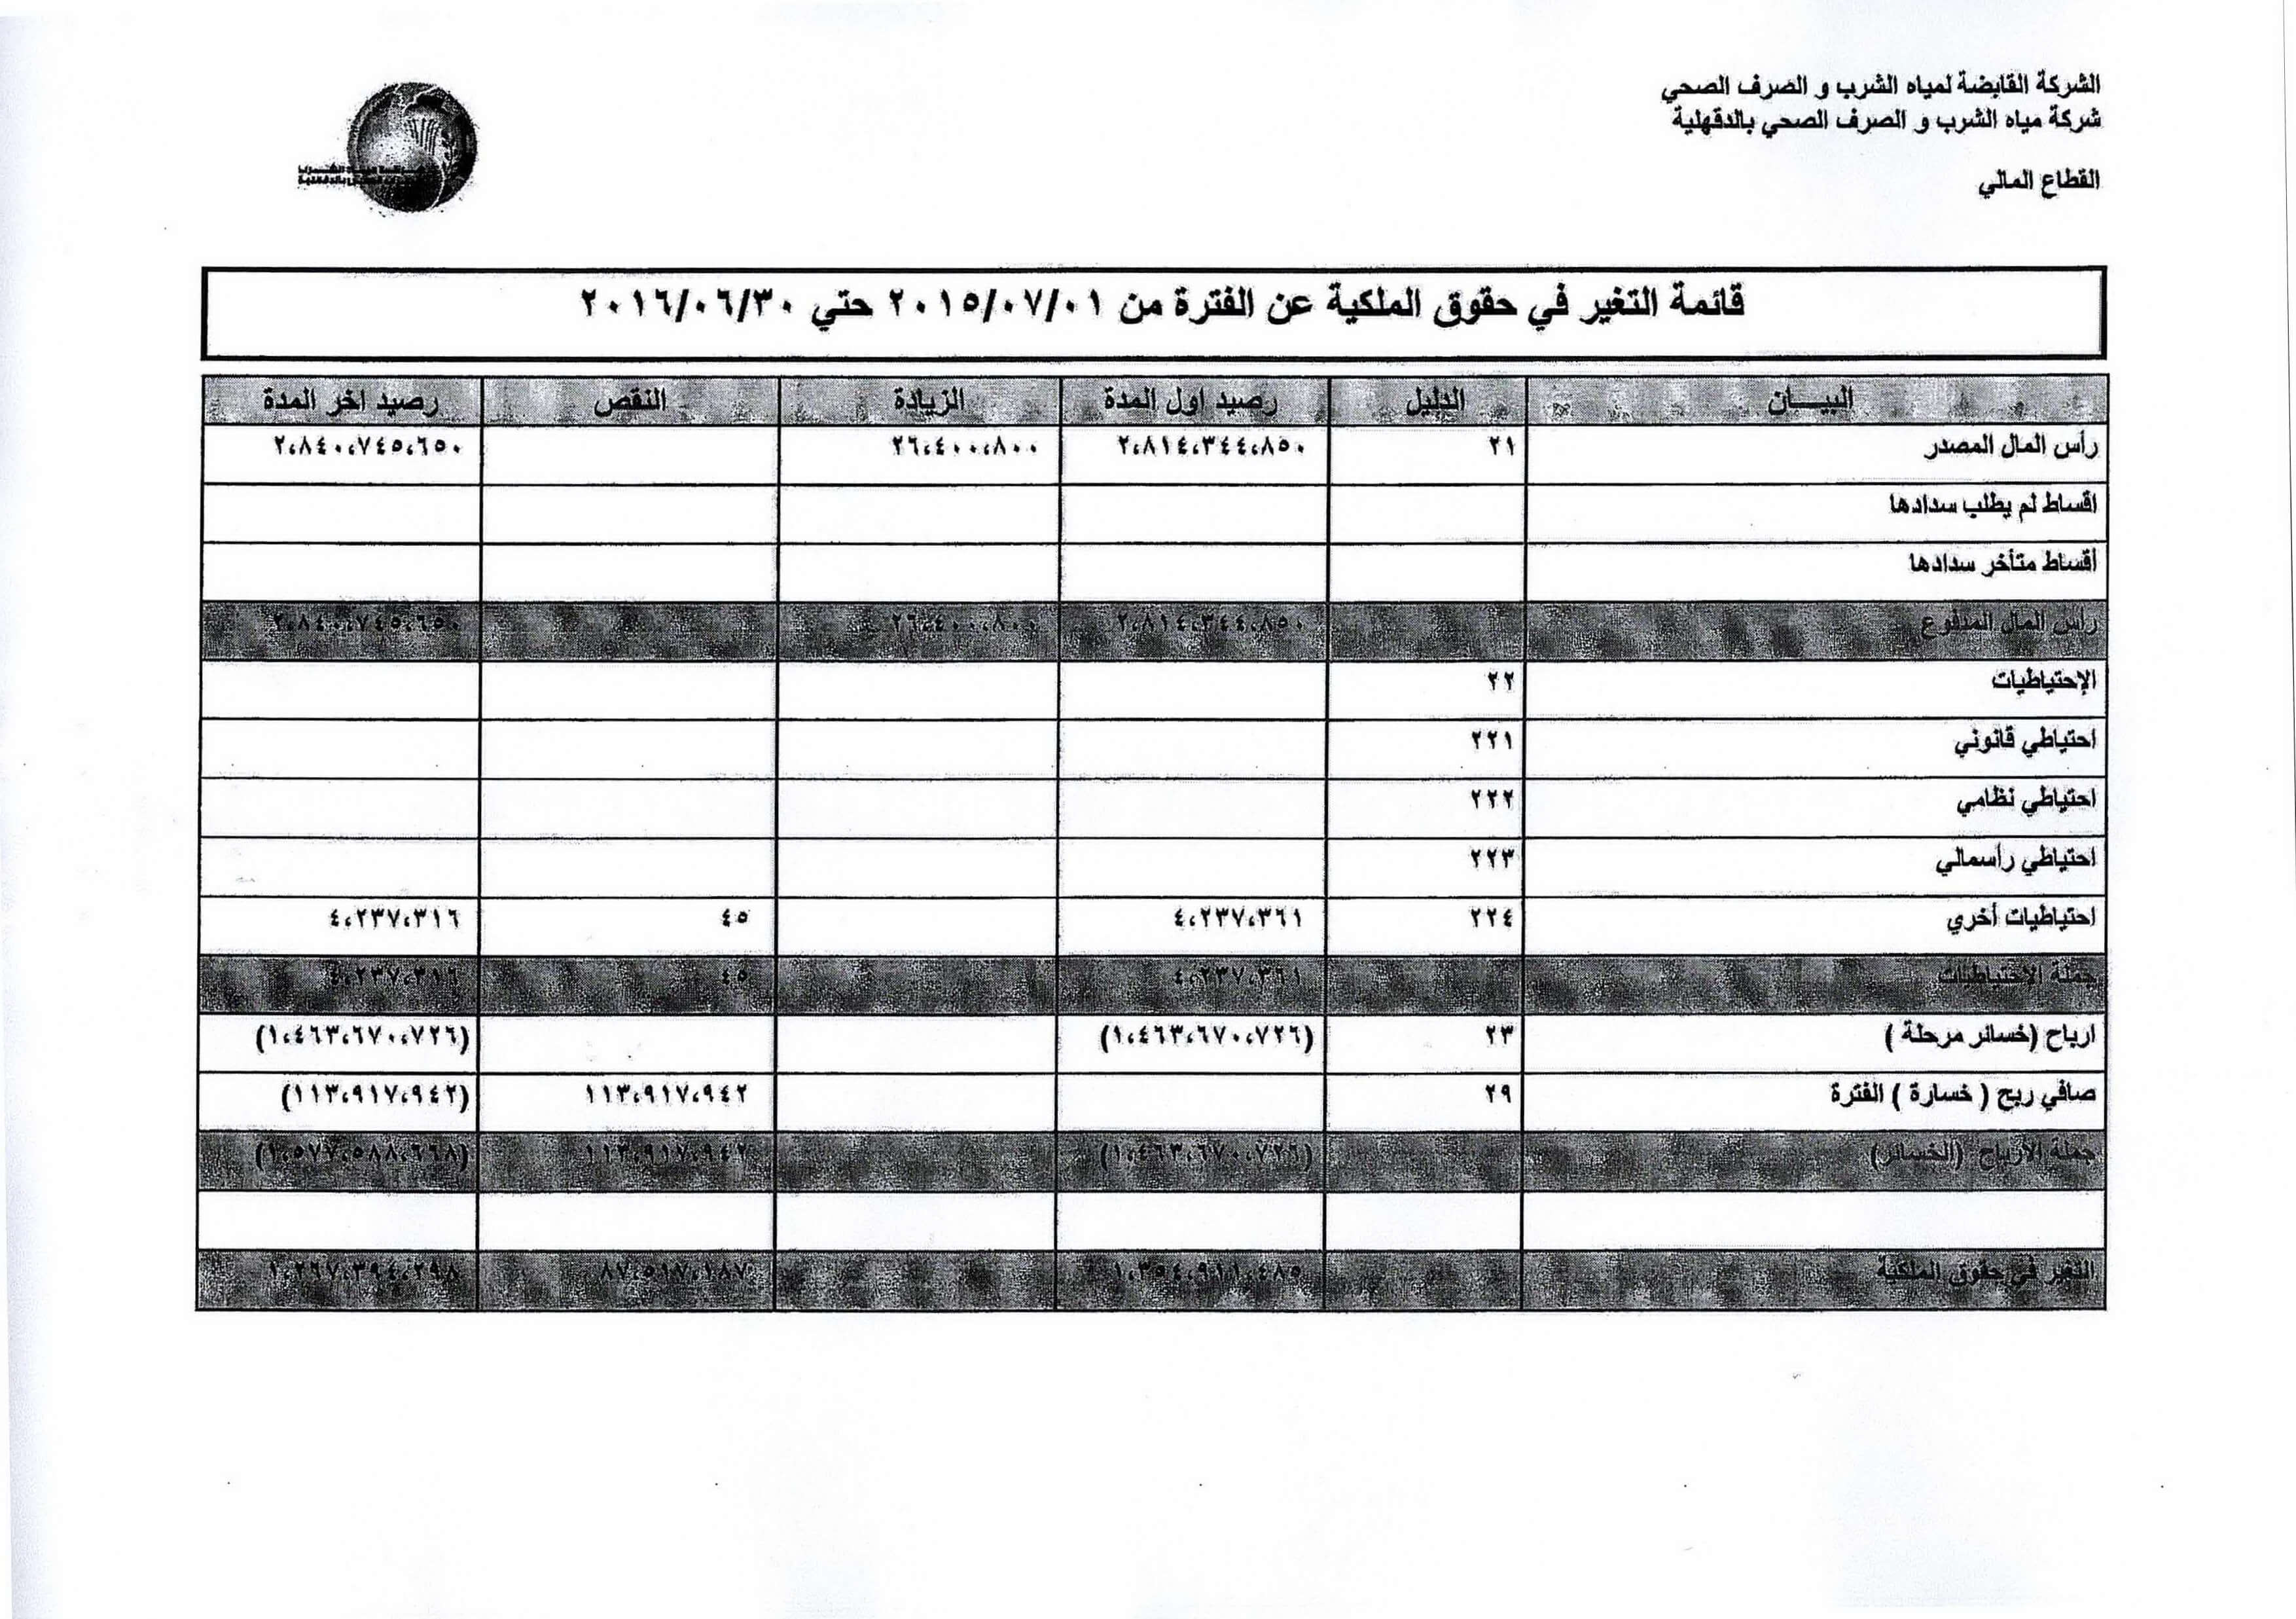 الشركة القابضة لمياه الشرب و الصرف الصحي
شركة مياه الشرب و الصرف الصحي بالدقهلية
القطاع المالي
قائمة التغير في حقوق الملكية عن الفترة من ٢٠١٥/٠٧/٠١ حتي ٢٠١٦/٠٦/٣٠
البيـــان الدليل رصيد اول المدة الزيادة النقص رصيد اخر المدة
رأس المال المصدر ٢١ ٢،٨١٤،٣٤٤،٨٥٠ ٢٦،٤٠٠،٨٠٠ ٢،٨٤٠،٧٤٥،٦٥٠
اقساط لم يطلب سدادها
أقساط متأخر سدادها
رأس المال المدفوع ٢،٨١٤،٣٤٤،٨٥٠ ٢٦،٤٠٠،٨٠٠ ٢،٨٤٠،٧٤٥،٦٥٠
الإحتياطيات ٢٢
احتياطي قانوني ٢٢١
احتياطي نظامي ٢٢٢
احتياطي رأسمالي ٢٢٣
احتياطيات أخري ٢٢٤ ٤،٢٣٧،٣٦١ ٤٥ ٤،٢٣٧،٣١٦
جملة الإحتياطيات ٤،٢٣٧،٣٦١ ٤٥ ٤،٢٣٧،٣١٦
ارباح (خسائر مرحلة ) ٢٣ (١،٤٦٣،٦٧٠،٧٢٦) (١،٤٦٣،٦٧٠،٧٢٦)
صافي ربح ( خسارة ) الفترة ٢٩ ١١٣،٩١٧،٩٤٢ (١١٣،٩١٧،٩٤٢)
جملة الارباح (الخسائر) (١،٤٦٣،٦٧٠،٧٢٦) ١١٣،٩١٧،٩٤٢ (١،٥٧٧،٥٨٨،٦٦٨)
التغير في حقوق الملكية ١،٣٥٤،٩١١،٤٨٥ ٨٧،٥١٧،١٨٧ ١،٢٦٧،٣٩٤،٢٩٨